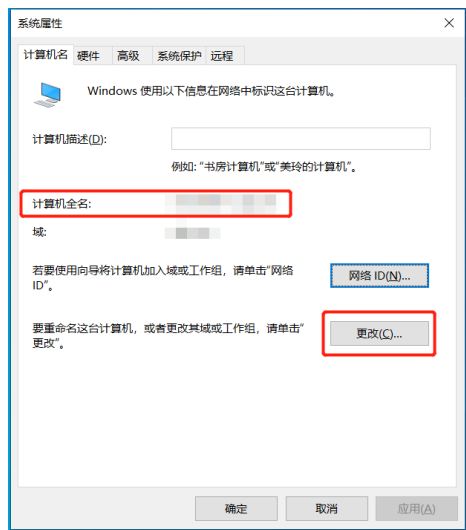 系统属性
计算机名 硬件 高级 系统保护 远程
Windows 使用以下信息在网络中标识这台计算机。
计算机描述(D):
例如: "书房计算机"或"美玲的计算机"。
计算机全名:
域:
若要使用向导将计算机加入域或工作组，请单击"网络
ID"。
网络 ID(N)...
要重命名这台计算机，或者更改其域或工作组，请单击"
更改"。
更改(C)...
确定 取消 应用(A)